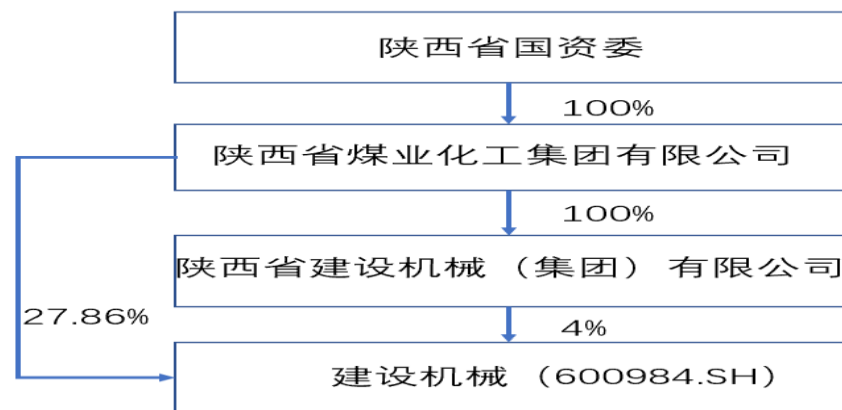 陕西省国资委
100%
陕西省煤业化工集团有限公司
100%
陕西省建设机械（集团）有限公司
27.86%
4%
建设机械（600984.SH）